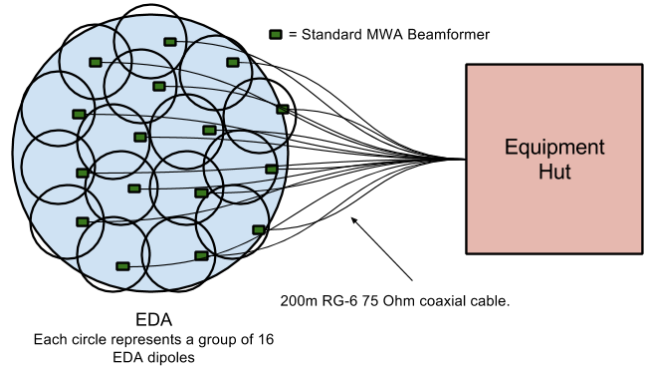 = Standard MWA Beamformer
Equipment
Hut
200m RG-6 75 Ohm coaxial cable.
EDA
Each circle represents a group of 16
EDA dipoles